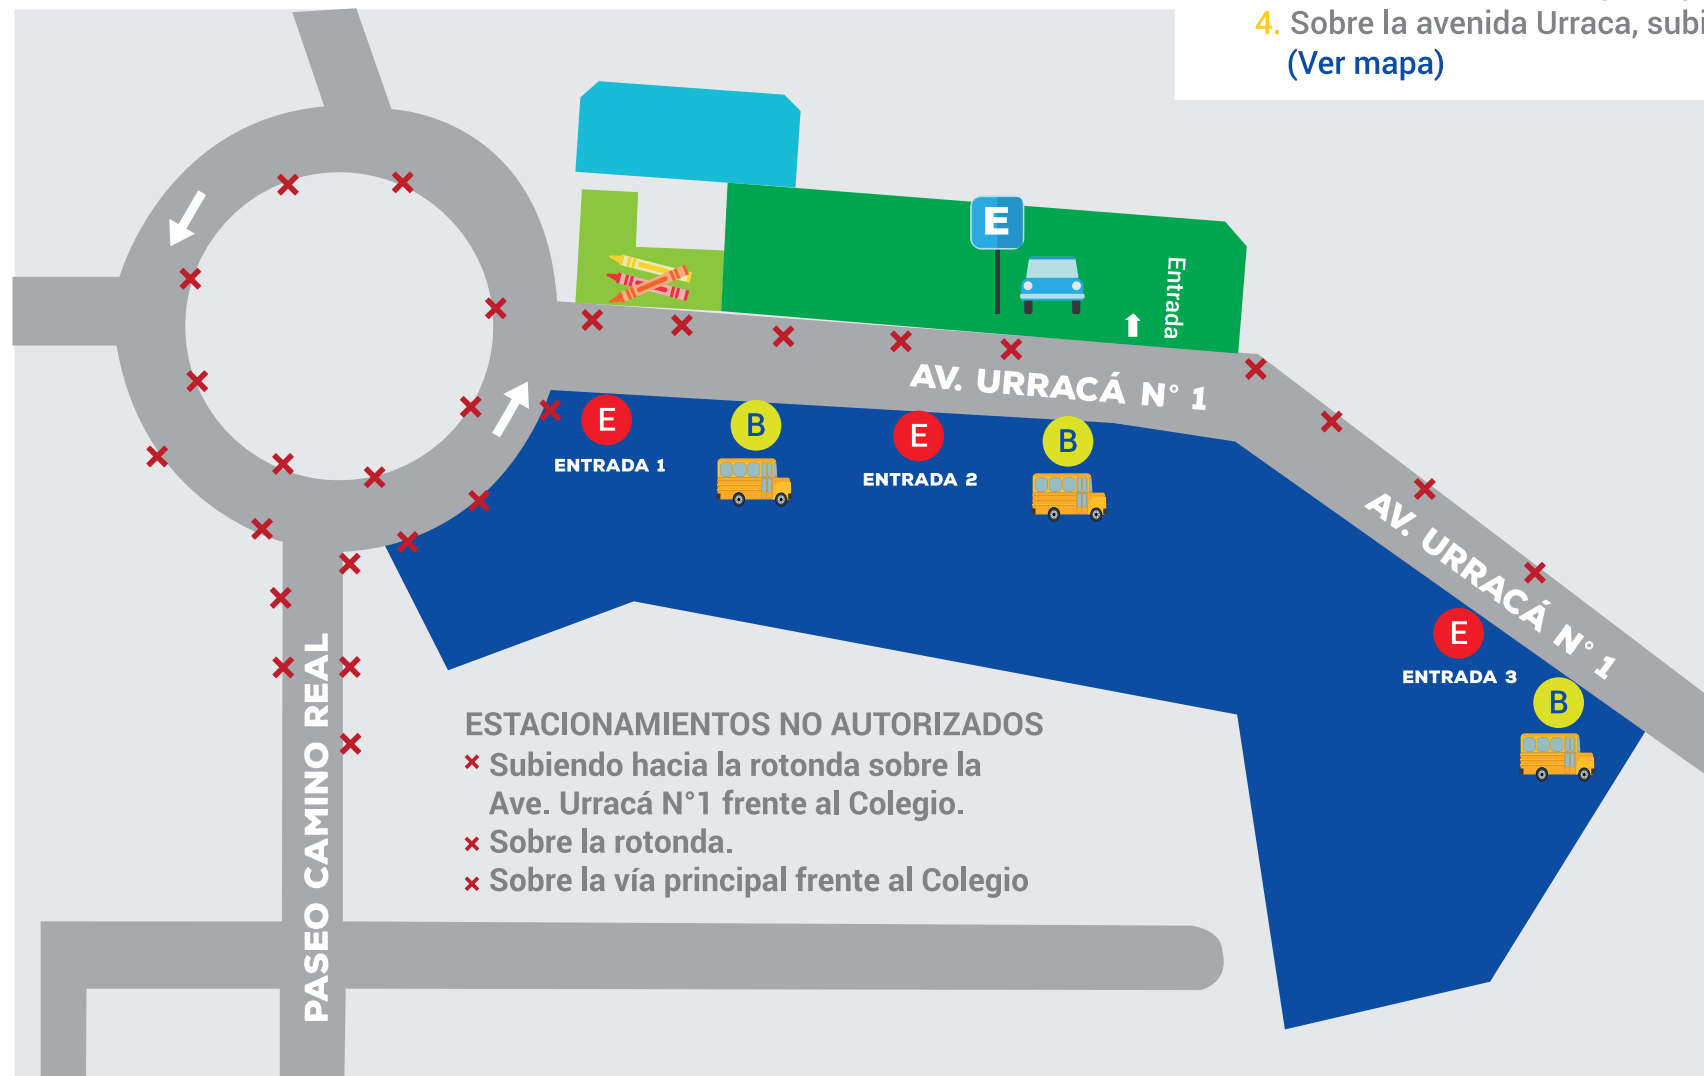 4. Sobre la avenida Urraca, subi
(Ver mapa)
E
Entrada
AV. URRACÁ N° 1
E
ENTRADA 1
B
E
ENTRADA 2
B
AV. URRACÁ N° 1
E
ENTRADA 3
B
PASEO CAMINO REAL
ESTACIONAMIENTOS NO AUTORIZADOS
Subiendo hacia la rotonda sobre la
Ave. Urracá N°1 frente al Colegio.
Sobre la rotonda.
Sobre la vía principal frente al Colegio